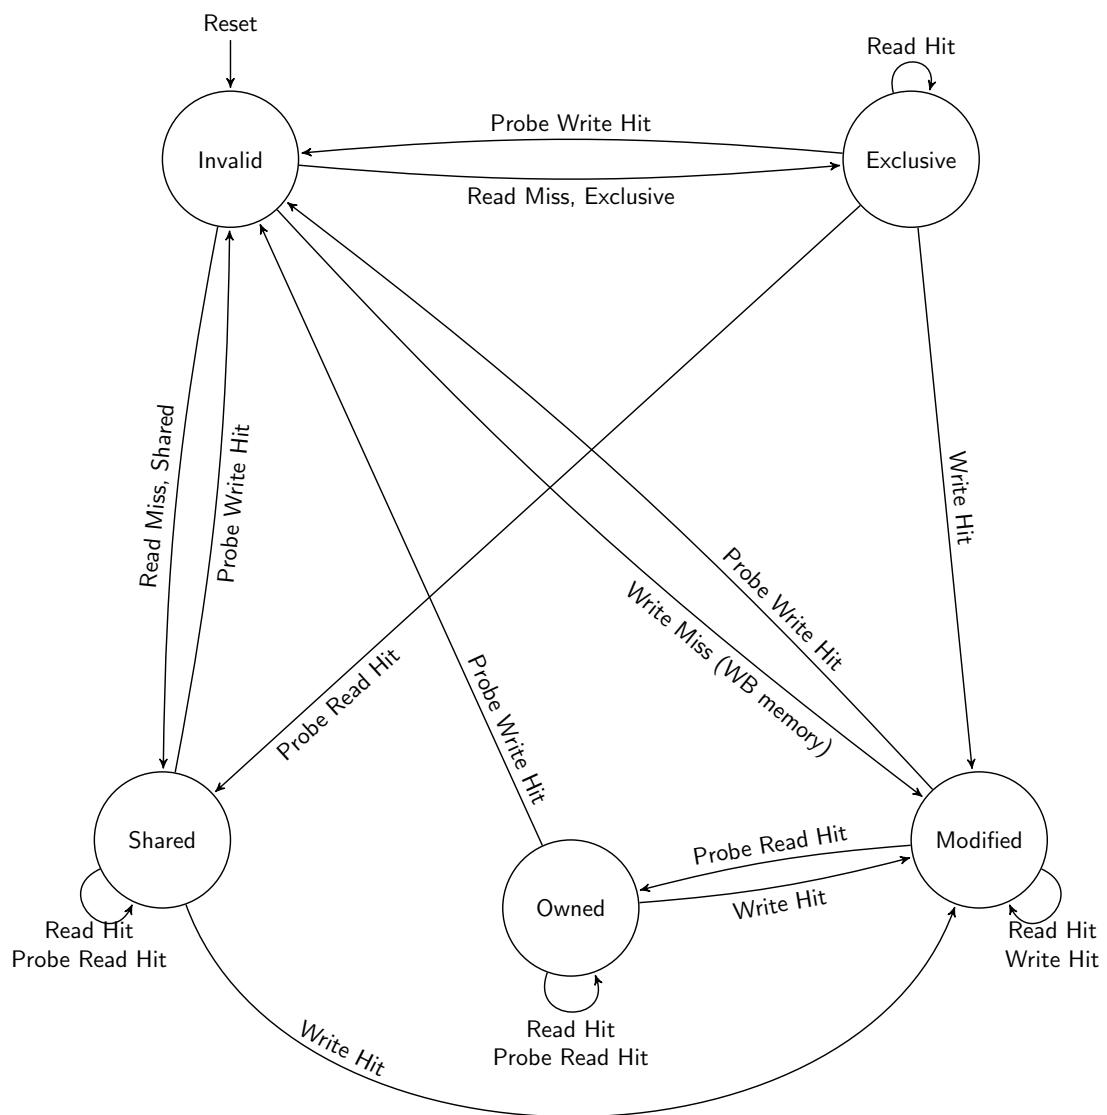 Reset
Read Hit
Probe Write Hit
Invalid
Exclusive
Read Miss, Exclusive
Read Miss, Shared
Probe Write Hit
Write Hit
Probe Write Hit
Write Miss (WB memory)
Probe Read Hit
Probe Write Hit
Shared
Probe Read Hit
Modified
Owned
Write Hit
Read Hit
Probe Read Hit
Read Hit
Write Hit
Read Hit
Probe Read Hit
Write Hit